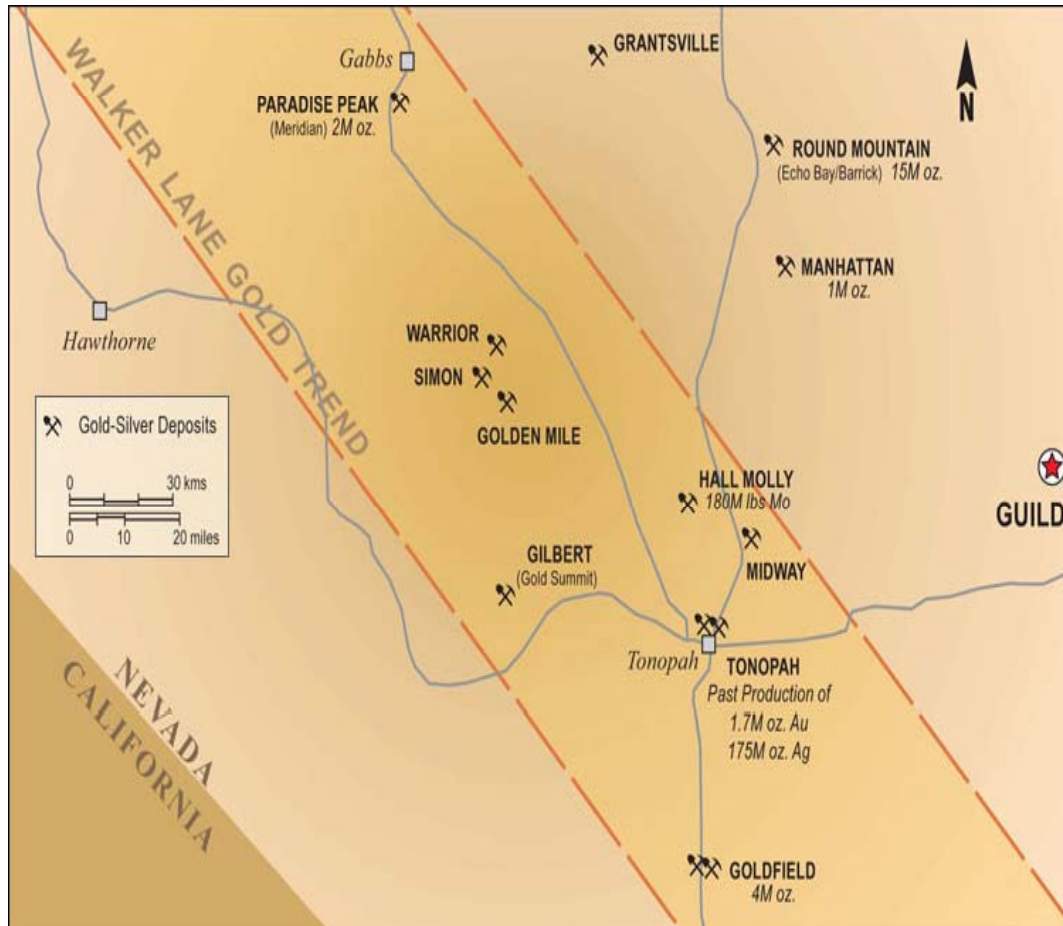 GRANTSVILLE
Gabbs
PARADISE PEAK
(Meridian) 2M oz.
N
ROUND MOUNTAIN
(Echo Bay/Barrick) 15M oz.
MANHATTAN
1M oz.
WALKER LANE GOLD TREND
Hawthorne
WARRIOR
SIMON
GOLDEN MILE
Gold-Silver Deposits
0 30 kms
0 10 20 miles
HALL MOLLY
180M lbs Mo
GUILD
MIDWAY
GILBERT
(Gold Summit)
Tonopah
TONOPAH
Past Production of
1.7M oz. Au
175M oz. Ag
NEVADA
CALIFORNIA
GOLDFIELD
4M oz.